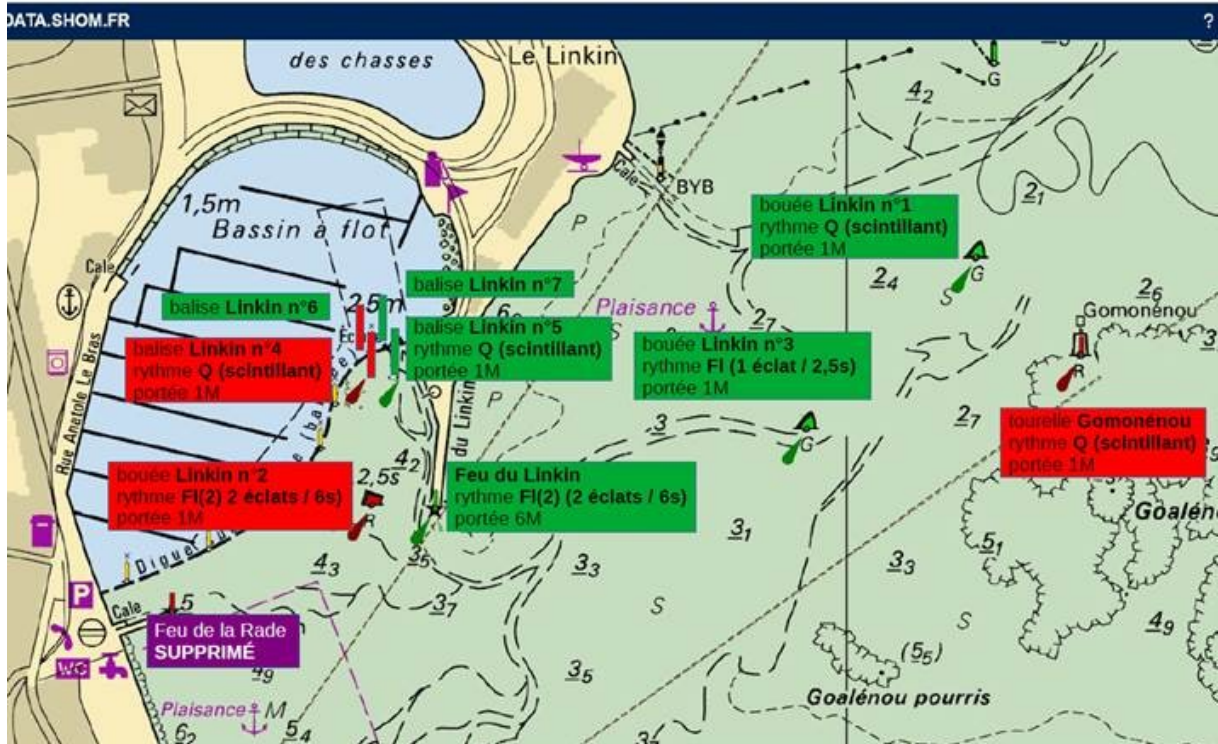 DATA.SHOM.FR
?
des chasses
Le Linkin
G
4₂
Cale
BYB
1,5m
Bassin à flot
P
2₁
bouée Linkin n°1
rythme Q (scintillant)
portée 1M
2₄
S
G
Cale
balise Linkin n°7
balise Linkin n°6
2,5m
Plaisance
S
2₇
2₆
Gomonénou
balise Linkin n°5
rythme Q (scintillant)
portée 1M
balise Linkin n°4
rythme Q (scintillant)
portée 1M
bouée Linkin n°3
rythme Fl (1 éclat / 2,5s)
portée 1M
R
Rue Anatole Le Bras
du Linkin
P
3
G
2₇
tourelle Gomonénou
rythme Q (scintillant)
portée 1M
bouée Linkin n°2
rythme Fl(2) 2 éclats / 6s)
portée 1M
2,5s
R
4₂
Feu du Linkin
rythme Fl(2) (2 éclats / 6s)
portée 6M
3₁
5₁
Goalén
4₃
3₅
3₃
3₃
P
Cale
5
3₇
S
4₉
Feu de la Rade
SUPPRIMÉ
WC
4₉
3₅
(5₅)
Goalénou pourris
Plaisance
M
6₂
5₄
3₇